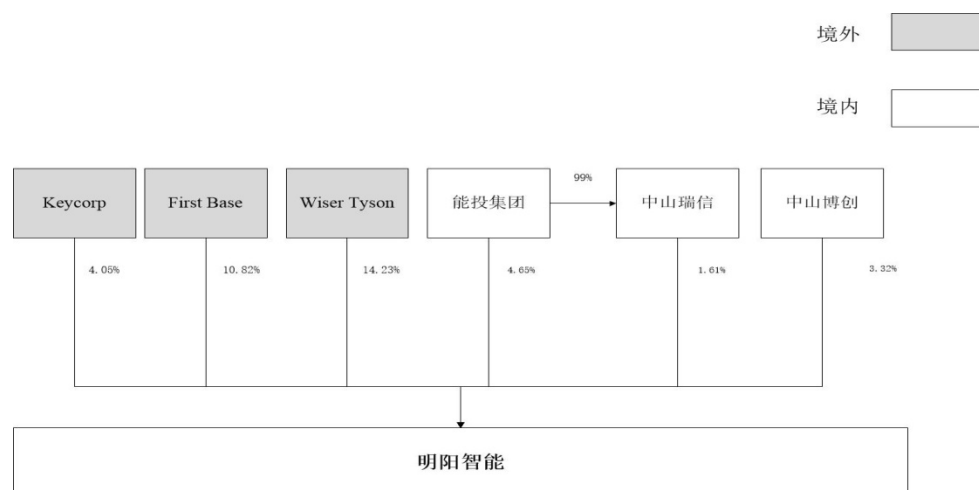 境外
境内
99%
Keycorp
First Base
Wiser Tyson
能投集团
中山瑞信
中山博创
4.05%
10.82%
14.23%
4.65%
1.61%
3.32%
明阳智能